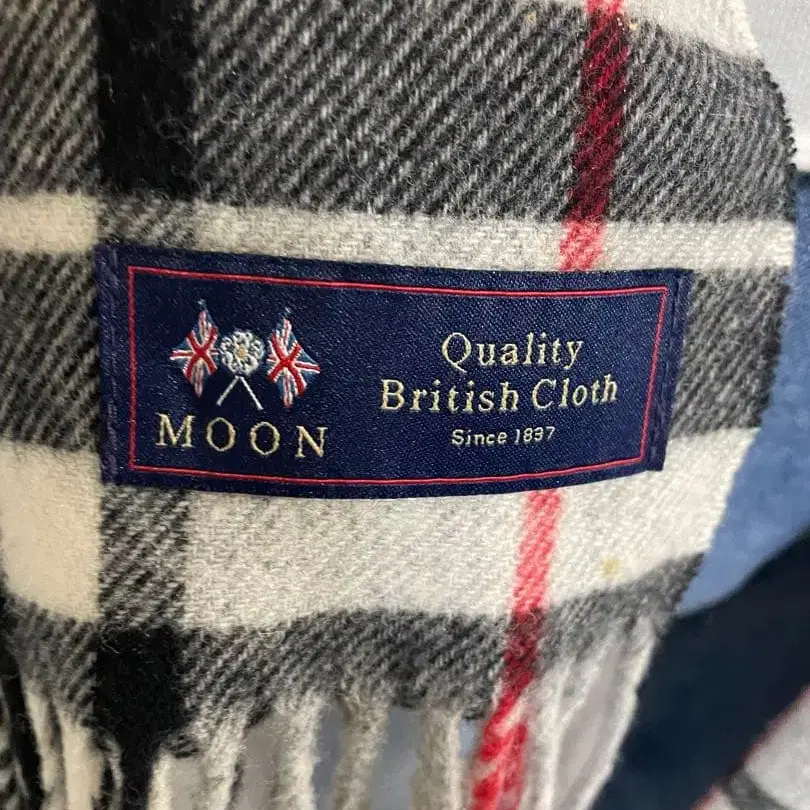 MOON
Quality
British Cloth
Since 1837